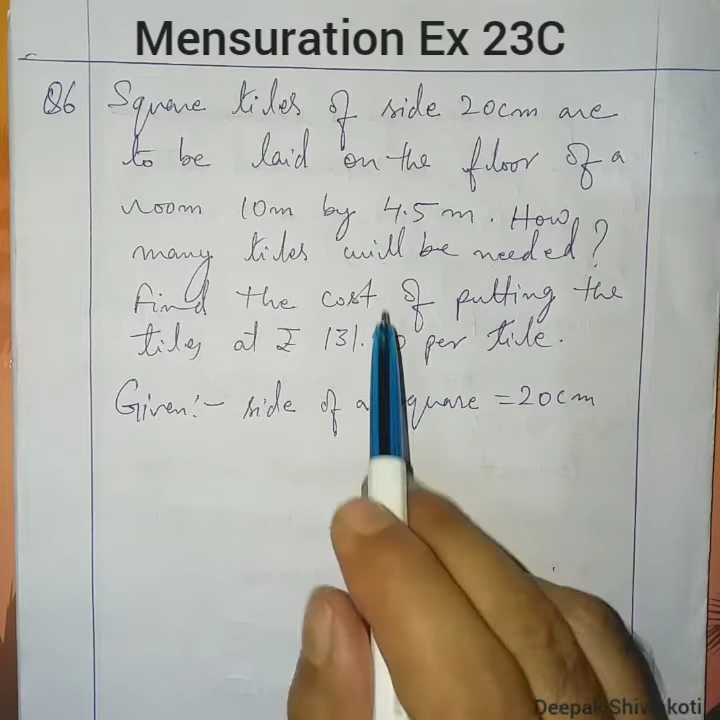 Mensuration Ex 23C
Q6 Square tiles of side 20cm are
to be laid on the floor of a
room 10m by 4.5m. How
many tiles will be needed?
Find the cost of putting the
tiles at ₹ 131. per tile.
Given:- side of a square = 20cm
Deepak